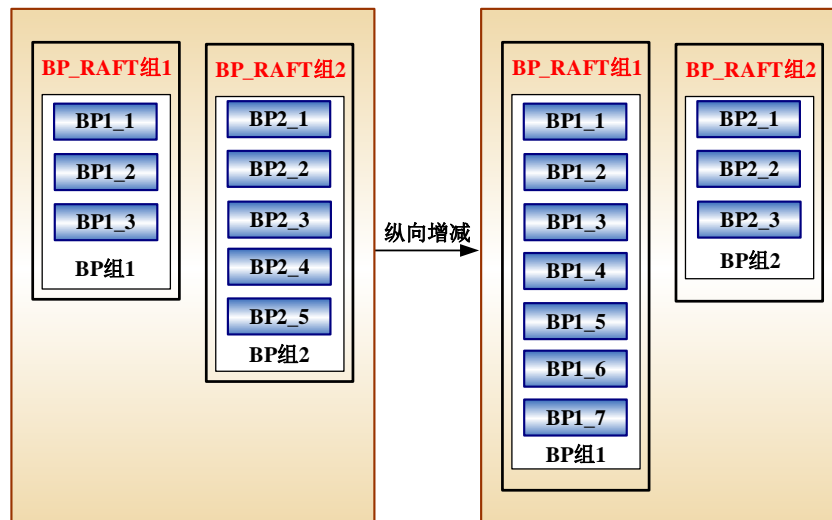 BP_RAFT组1
BP1_1
BP1_2
BP1_3
BP组1
BP_RAFT组2
BP2_1
BP2_2
BP2_3
BP2_4
BP2_5
BP组2
纵向增减
BP_RAFT组1
BP1_1
BP1_2
BP1_3
BP1_4
BP1_5
BP1_6
BP1_7
BP组1
BP_RAFT组2
BP2_1
BP2_2
BP2_3
BP组2